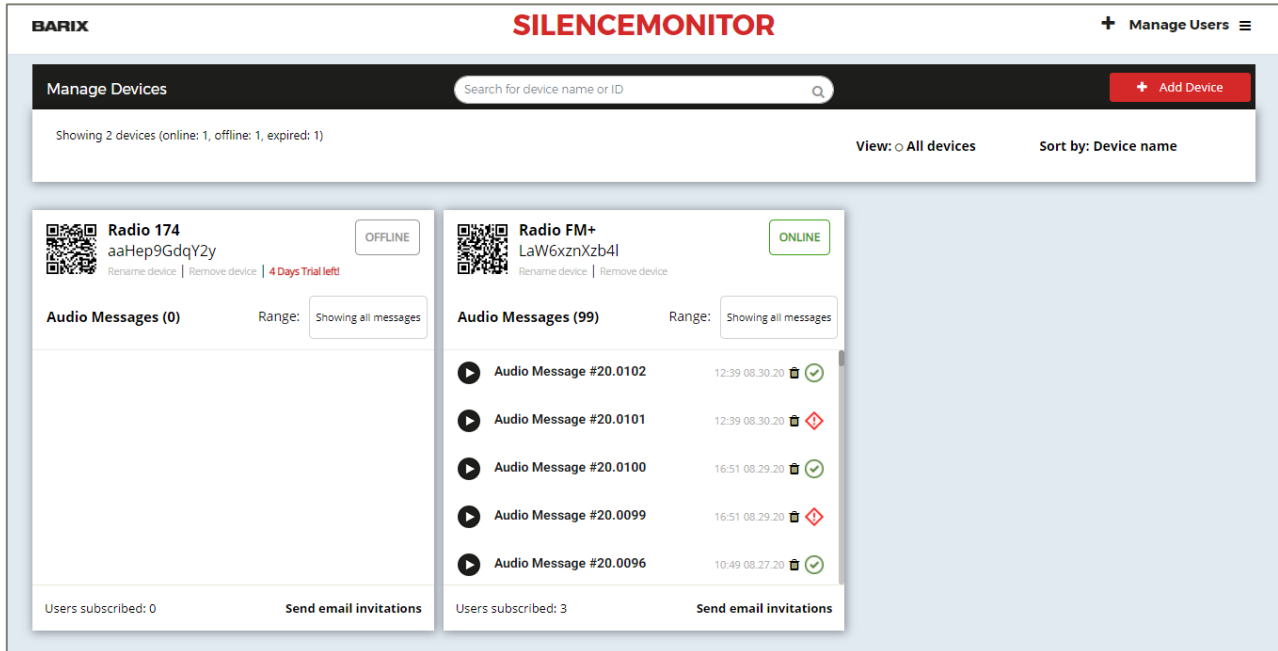 BARIX
SILENCEMONITOR
+ Manage Users
Manage Devices
Search for device name or ID
+ Add Device
Showing 2 devices (online: 1, offline: 1, expired: 1)
View: All devices
Sort by: Device name
Radio 174
aaHep9GdqY2y
Rename device | Remove device | 4 Days Trial left!
OFFLINE
Audio Messages (0)
Range: Showing all messages
Users subscribed: 0
Send email invitations
Radio FM+
LaW6xznXzb4l
Rename device | Remove device
ONLINE
Audio Messages (99)
Range: Showing all messages
Audio Message #20.0102 12:39 08.30.20
Audio Message #20.0101 12:39 08.30.20
Audio Message #20.0100 16:51 08.29.20
Audio Message #20.0099 16:51 08.29.20
Audio Message #20.0096 10:49 08.27.20
Users subscribed: 3
Send email invitations